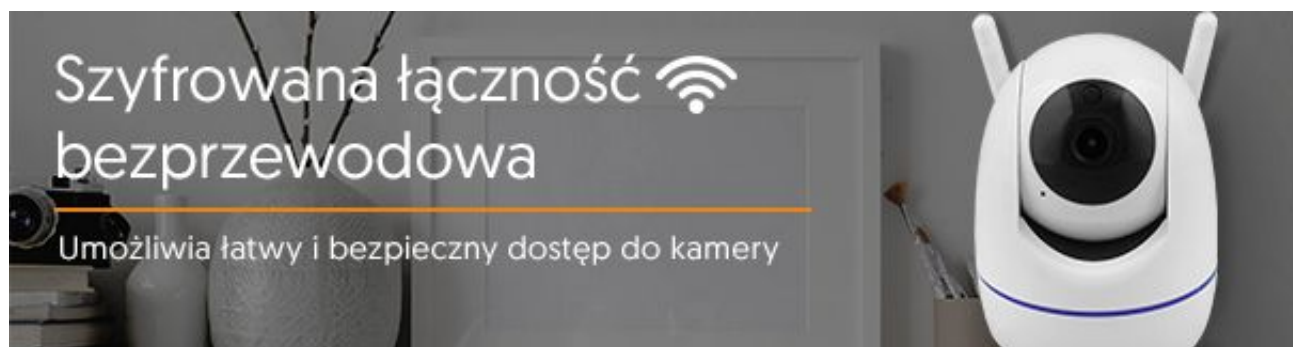 Szyfrowana łączność
bezprzewodowa
Umożliwia łatwy i bezpieczny dostęp do kamery